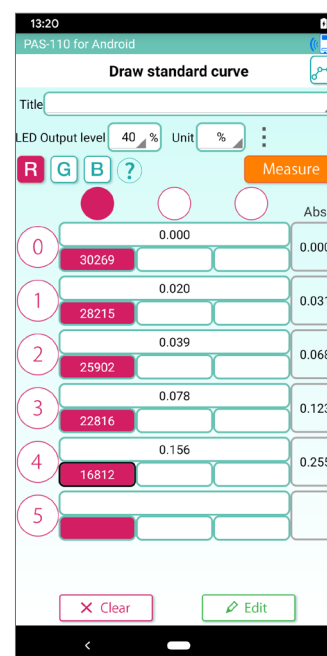 13:20
PAS-110 for Android
Draw standard curve
Title
LED Output level 40 % Unit %
R G B ? Measure
Abs
0 0.000 0.000
30269
1 0.020 0.031
28215
2 0.039 0.068
25902
3 0.078 0.123
22816
4 0.156 0.255
16812
5
× Clear Edit